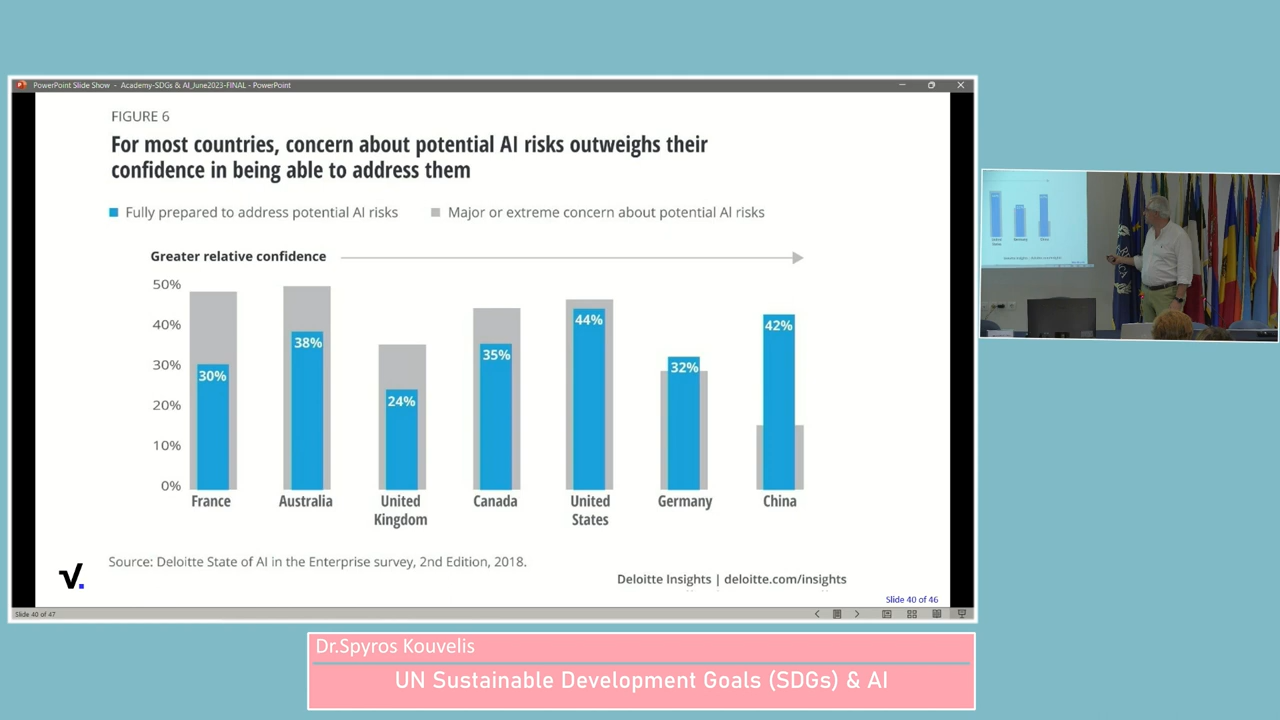 PowerPoint Slide Show - Academy-SDGs & AI_June2023-FINAL - PowerPoint
FIGURE 6
For most countries, concern about potential AI risks outweighs their
confidence in being able to address them
Fully prepared to address potential AI risks
Major or extreme concern about potential AI risks
Greater relative confidence
50%
40%
30%
20%
10%
0%
30%
38%
24%
35%
44%
32%
42%
France
Australia
United
Kingdom
Canada
United
States
Germany
China
Source: Deloitte State of AI in the Enterprise survey, 2nd Edition, 2018.
Deloitte Insights | deloitte.com/insights
Slide 40 of 46
Slide 40 of 47
Dr.Spyros Kouvelis
UN Sustainable Development Goals (SDGs) & AI